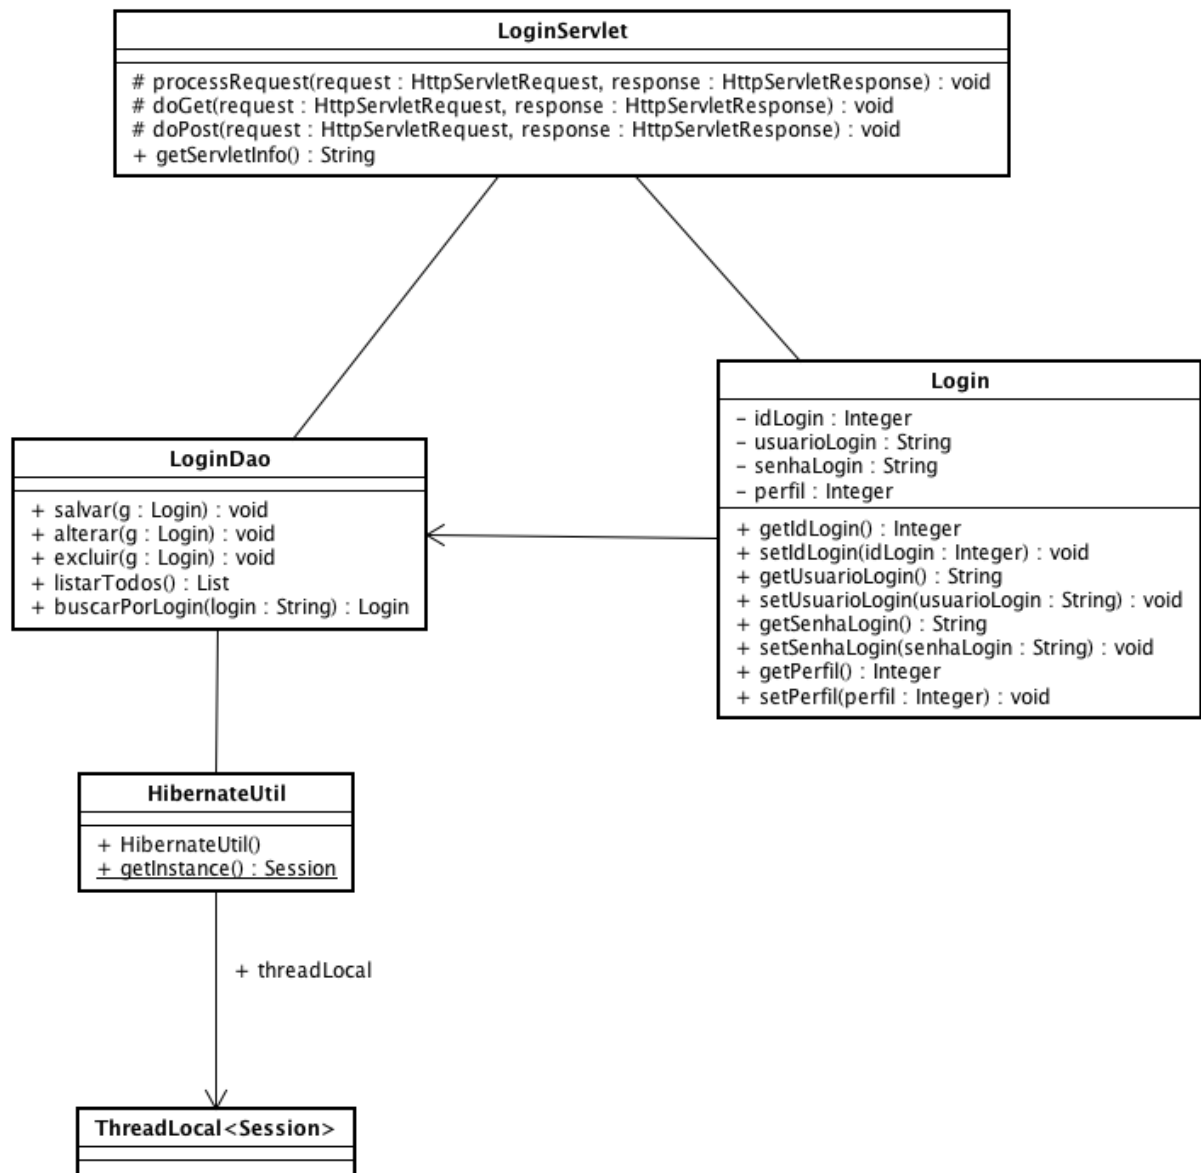 LoginServlet
# processRequest(request : HttpServletRequest, response : HttpServletResponse) : void
# doGet(request : HttpServletRequest, response : HttpServletResponse) : void
# doPost(request : HttpServletRequest, response : HttpServletResponse) : void
+ getServletInfo() : String
Login
- idLogin : Integer
- usuarioLogin : String
- senhaLogin : String
- perfil : Integer
+ getIdLogin() : Integer
+ setIdLogin(idLogin : Integer) : void
+ getUsuarioLogin() : String
+ setUsuarioLogin(usuarioLogin : String) : void
+ getSenhaLogin() : String
+ setSenhaLogin(senhaLogin : String) : void
+ getPerfil() : Integer
+ setPerfil(perfil : Integer) : void
LoginDao
+ salvar(g : Login) : void
+ alterar(g : Login) : void
+ excluir(g : Login) : void
+ listarTodos() : List
+ buscarPorLogin(login : String) : Login
HibernateUtil
+ HibernateUtil()
+ getInstance() : Session
+ threadLocal
ThreadLocal<Session>